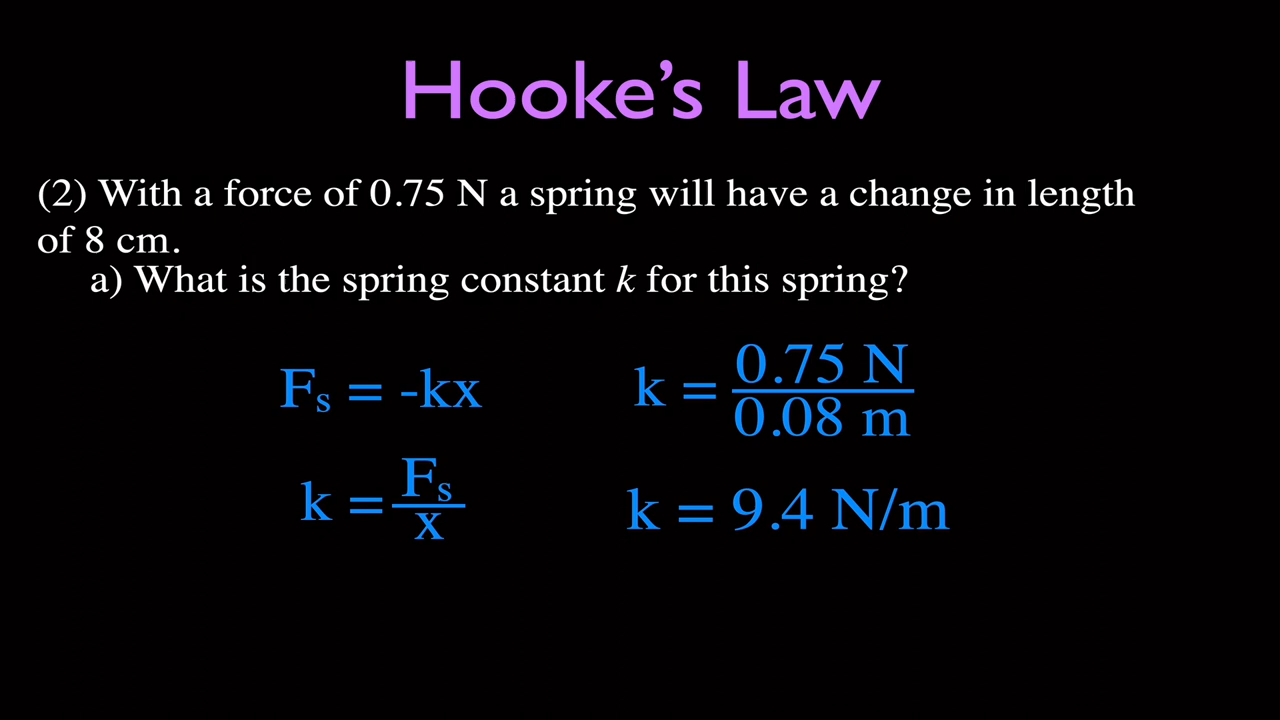 Hooke’s Law
(2) With a force of 0.75 N a spring will have a change in length
of 8 cm.
a) What is the spring constant k for this spring?
Fs = -kx
k = Fs
x
k = 0.75 N
0.08 m
k = 9.4 N/m